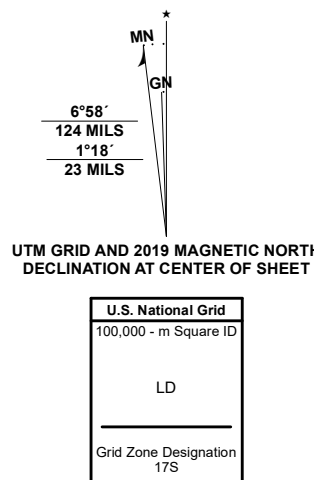 MN
GN
6°58´
124 MILS
1°18´
23 MILS
UTM GRID AND 2019 MAGNETIC NORTH
DECLINATION AT CENTER OF SHEET
U.S. National Grid
100,000 - m Square ID
LD
Grid Zone Designation
17S